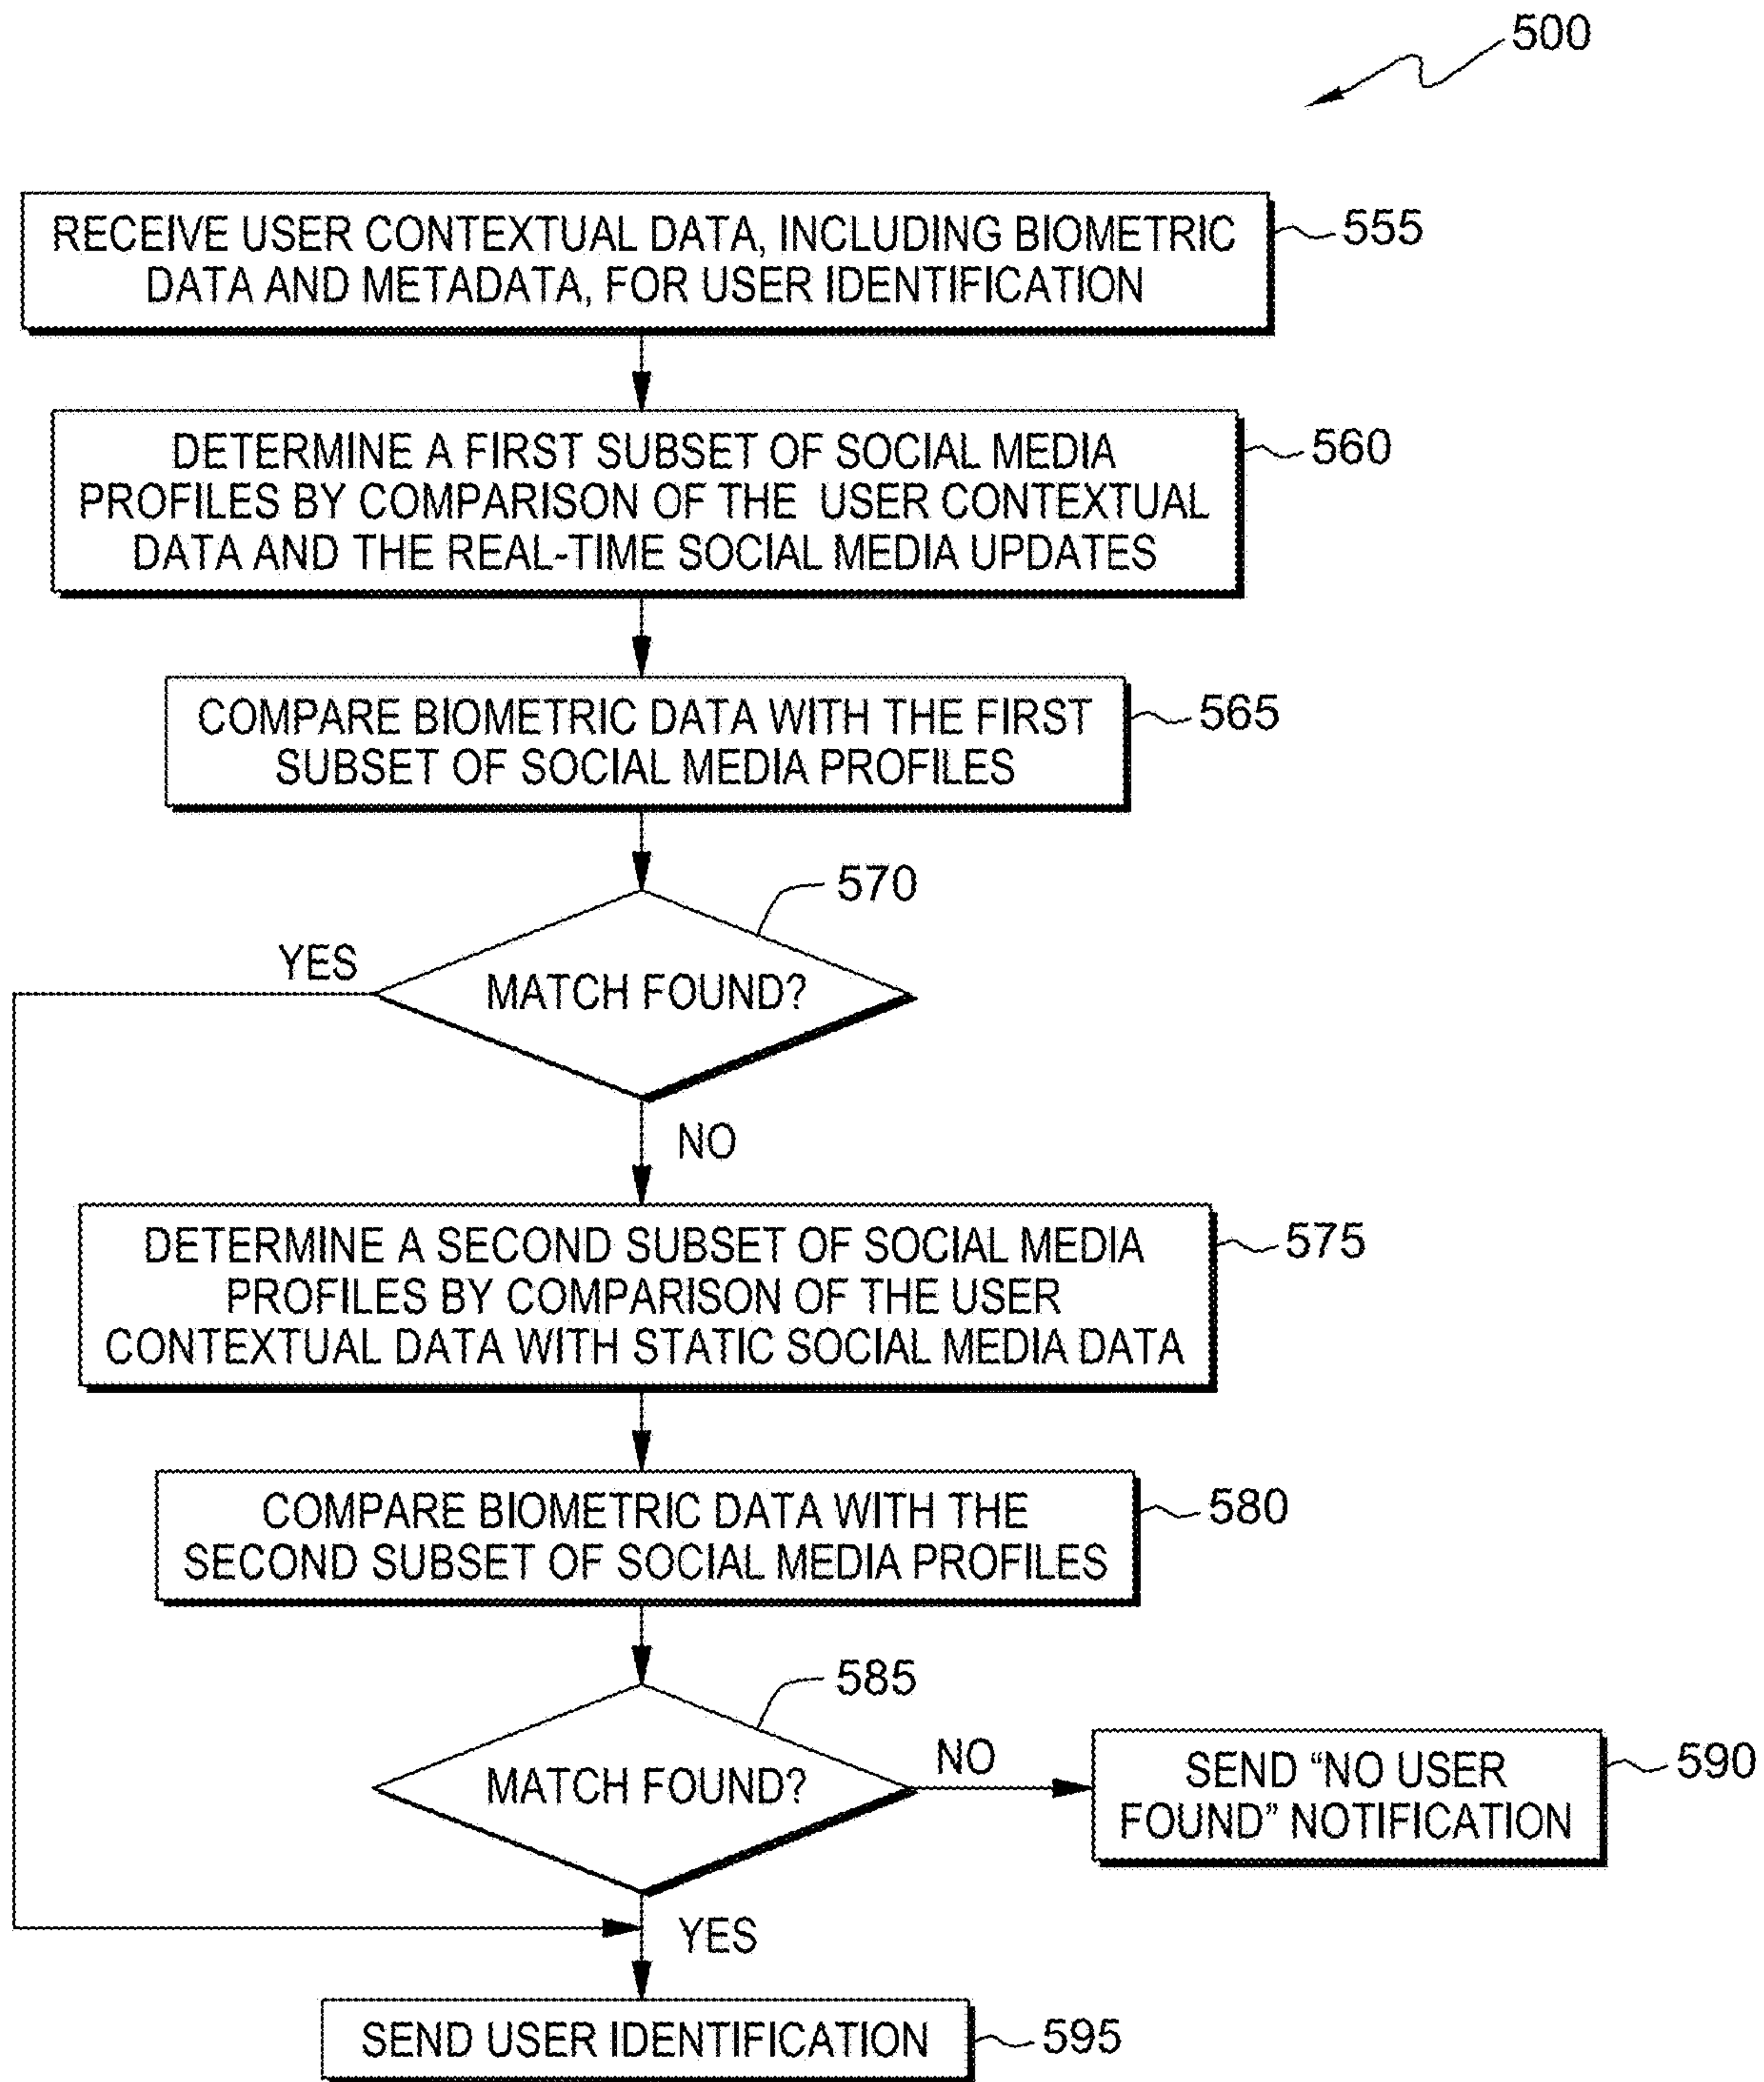 500
RECEIVE USER CONTEXTUAL DATA, INCLUDING BIOMETRIC
DATA AND METADATA, FOR USER IDENTIFICATION
555
DETERMINE A FIRST SUBSET OF SOCIAL MEDIA
PROFILES BY COMPARISON OF THE USER CONTEXTUAL
DATA AND THE REAL-TIME SOCIAL MEDIA UPDATES
560
COMPARE BIOMETRIC DATA WITH THE FIRST
SUBSET OF SOCIAL MEDIA PROFILES
565
570
YES
MATCH FOUND?
NO
DETERMINE A SECOND SUBSET OF SOCIAL MEDIA
PROFILES BY COMPARISON OF THE USER
CONTEXTUAL DATA WITH STATIC SOCIAL MEDIA DATA
575
COMPARE BIOMETRIC DATA WITH THE
SECOND SUBSET OF SOCIAL MEDIA PROFILES
580
585
MATCH FOUND?
NO
SEND “NO USER
FOUND” NOTIFICATION
590
YES
SEND USER IDENTIFICATION
595